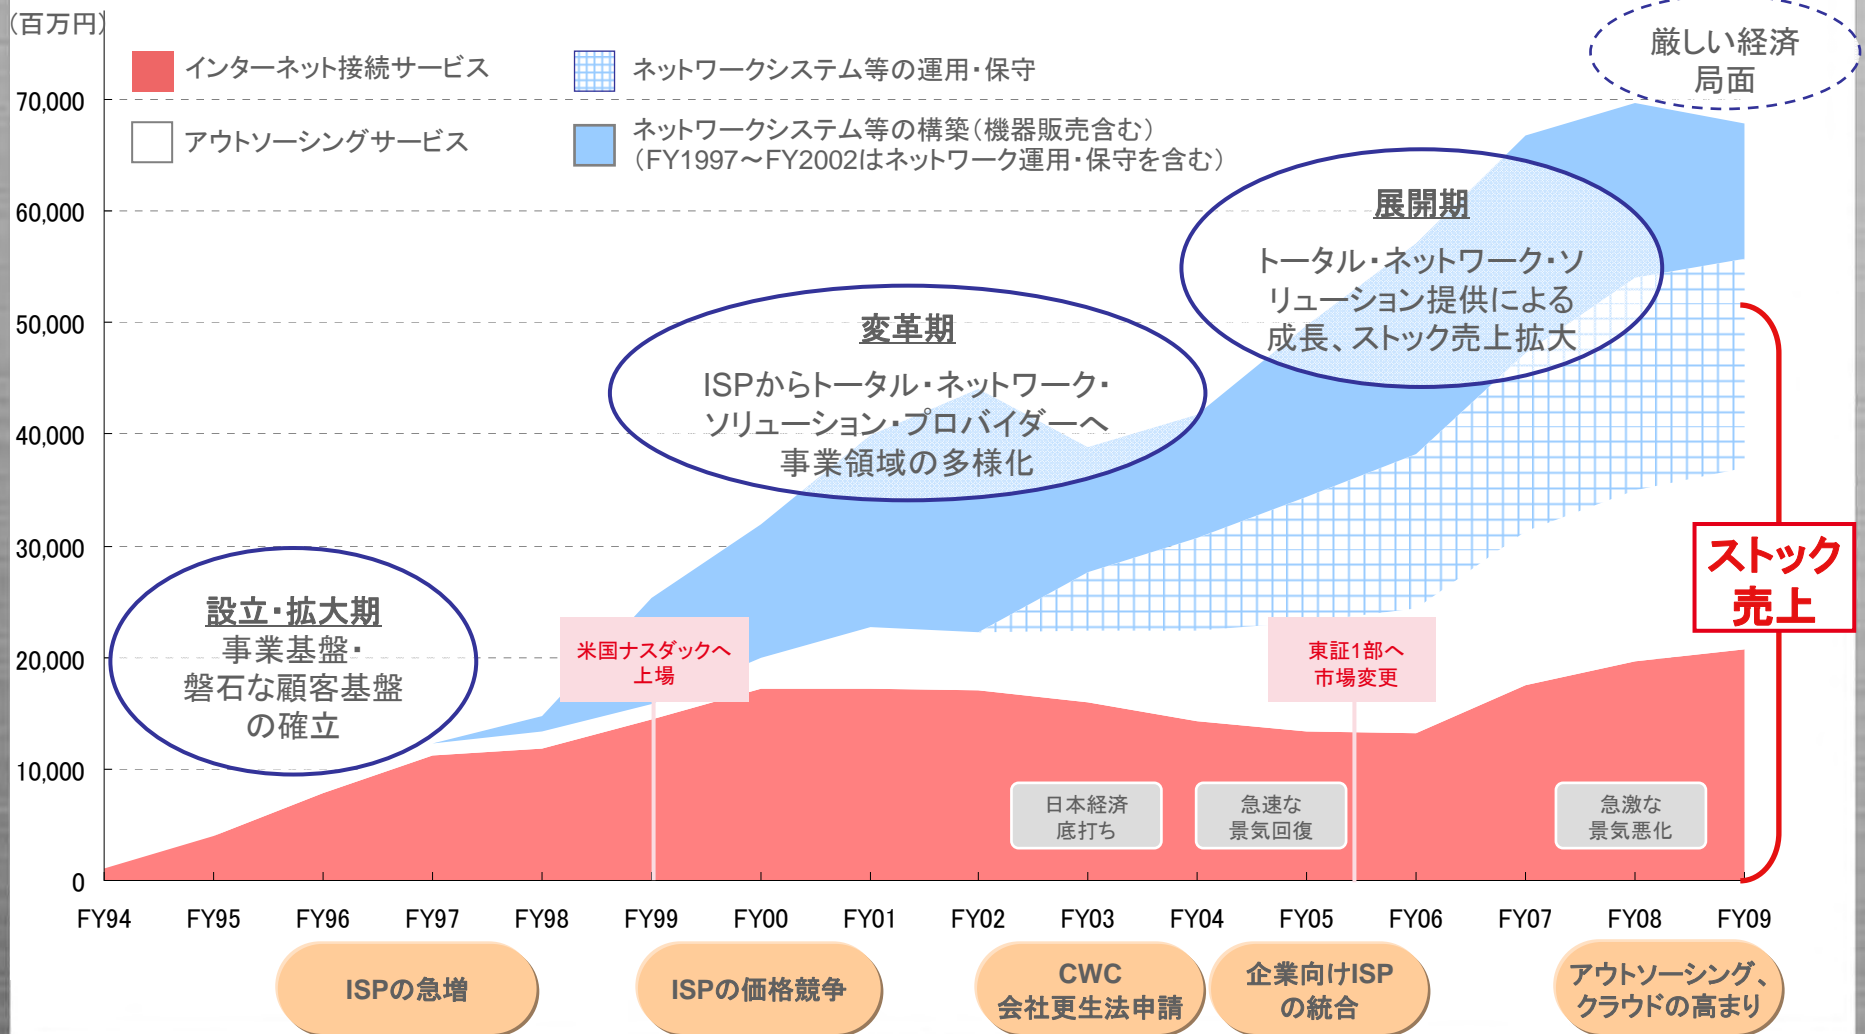 (百万円)
インターネット接続サービス
ネットワークシステム等の運用・保守
アウトソーシングサービス
ネットワークシステム等の構築(機器販売含む)
(FY1997～FY2002はネットワーク運用・保守を含む)
厳しい経済
局面
70,000
60,000
50,000
40,000
30,000
20,000
10,000
0
展開期
トータル・ネットワーク・ソ
リューション提供による
成長、ストック売上拡大
変革期
ISPからトータル・ネットワーク・
ソリューション・プロバイダーへ
事業領域の多様化
設立・拡大期
事業基盤・
磐石な顧客基盤
の確立
米国ナスダックへ
上場
東証1部へ
市場変更
ストック
売上
日本経済
底打ち
急速な
景気回復
急激な
景気悪化
FY94 FY95 FY96 FY97 FY98 FY99 FY00 FY01 FY02 FY03 FY04 FY05 FY06 FY07 FY08 FY09
ISPの急増
ISPの価格競争
CWC
会社更生法申請
企業向けISP
の統合
アウトソーシング、
クラウドの高まり